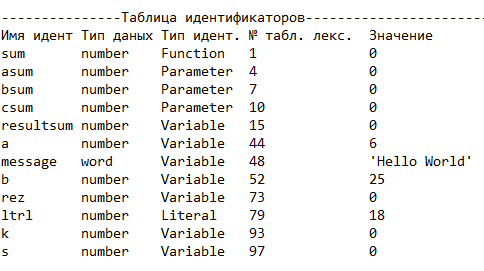 ---------------Таблица идентификаторов----------------------
Имя идент Тип даных Тип идент. № табл. лекс. Значение
sum number Function 1 0
asum number Parameter 4 0
bsum number Parameter 7 0
csum number Parameter 10 0
resultsum number Variable 15 0
a number Variable 44 6
message word Variable 48 'Hello World'
b number Variable 52 25
rez number Variable 73 0
ltrl number Literal 79 18
k number Variable 93 0
s number Variable 97 0